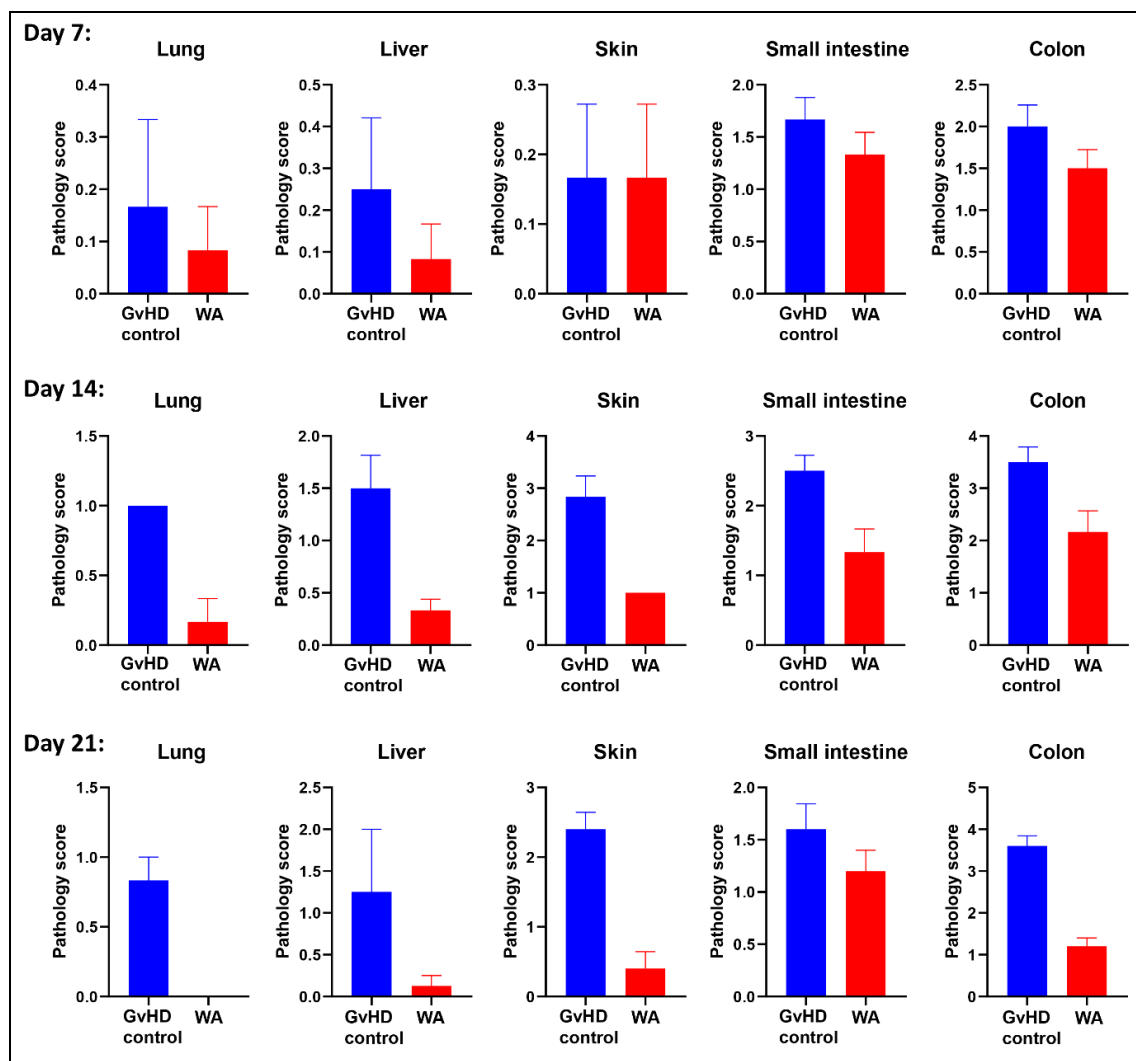 Day 7:
Lung
Liver
Skin
Small intestine
Colon
Pathology score
0.4
0.3
0.2
0.1
0.0
GvHD control
WA
Pathology score
0.5
0.4
0.3
0.2
0.1
0.0
GvHD control
WA
Pathology score
0.3
0.2
0.1
0.0
GvHD control
WA
Pathology score
2.0
1.5
1.0
0.5
0.0
GvHD control
WA
Pathology score
2.5
2.0
1.5
1.0
0.5
0.0
GvHD control
WA
Day 14:
Lung
Liver
Skin
Small intestine
Colon
Pathology score
1.5
1.0
0.5
0.0
GvHD control
WA
Pathology score
2.0
1.5
1.0
0.5
0.0
GvHD control
WA
Pathology score
4
3
2
1
0
GvHD control
WA
Pathology score
3
2
1
0
GvHD control
WA
Pathology score
4
3
2
1
0
GvHD control
WA
Day 21:
Lung
Liver
Skin
Small intestine
Colon
Pathology score
1.5
1.0
0.5
0.0
GvHD control
WA
Pathology score
2.5
2.0
1.5
1.0
0.5
0.0
GvHD control
WA
Pathology score
3
2
1
0
GvHD control
WA
Pathology score
2.0
1.5
1.0
0.5
0.0
GvHD control
WA
Pathology score
5
4
3
2
1
0
GvHD control
WA